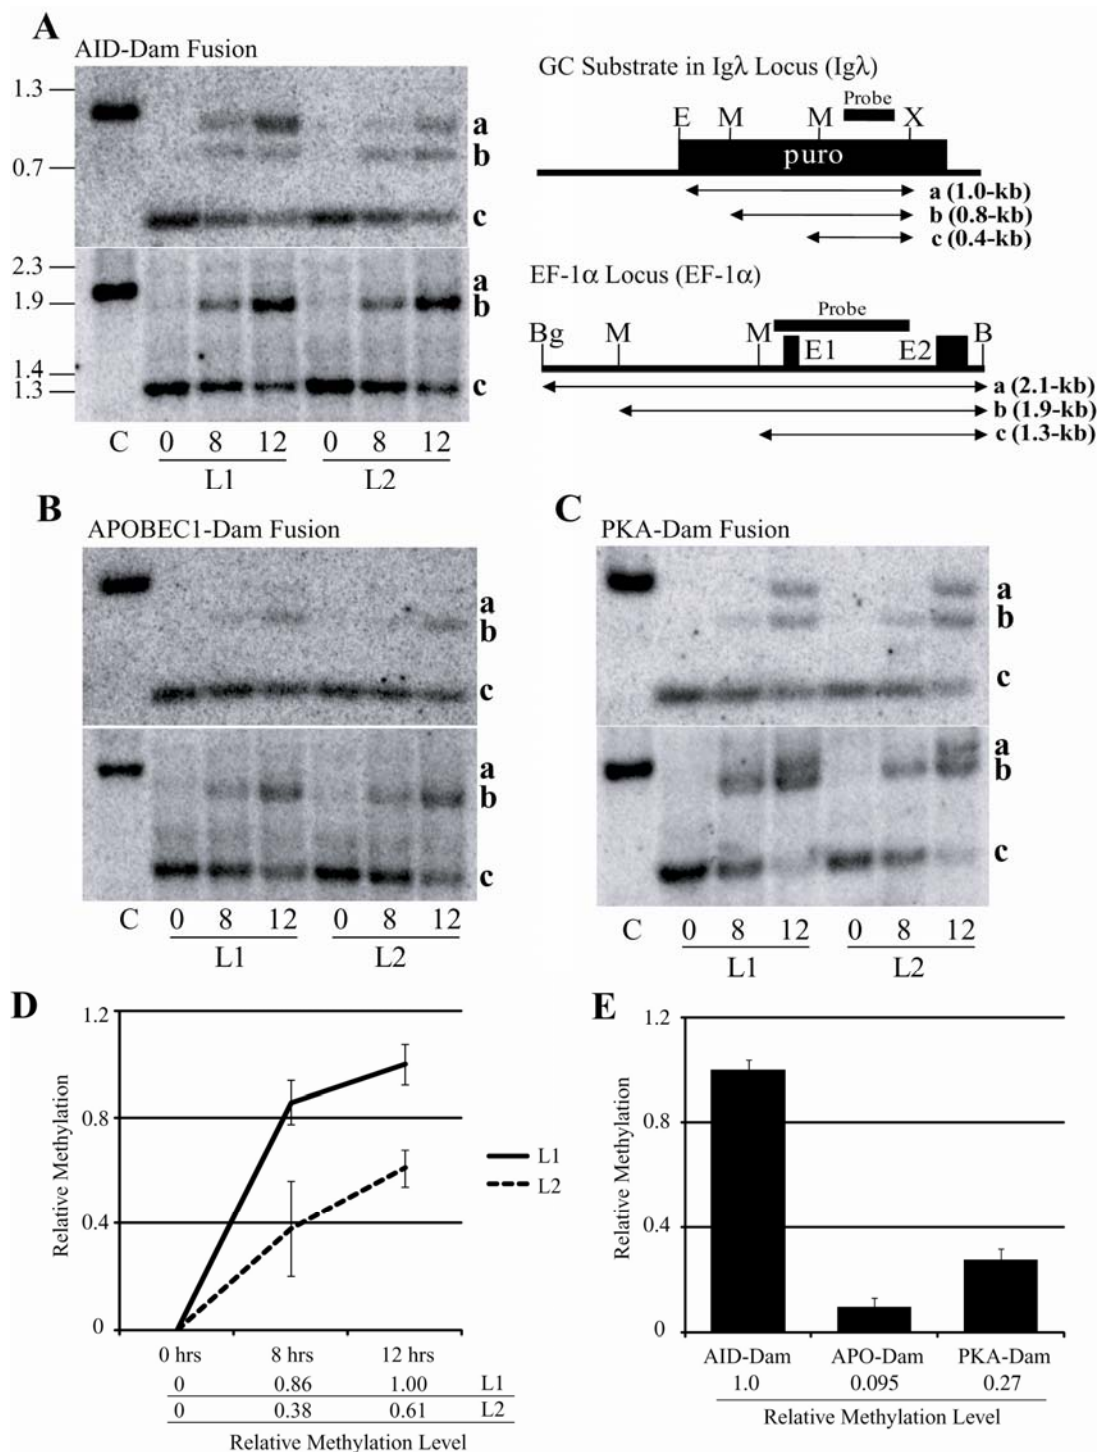 A
AID-Dam Fusion
1.3
0.7
a
b
c
2.3
1.9
1.4
1.3
a
b
c
C 0 8 12 0 8 12
L1 L2
GC Substrate in Igλ Locus (Igλ)
Probe
E M M X
puro
a (1.0-kb)
b (0.8-kb)
c (0.4-kb)
EF-1α Locus (EF-1α)
Probe
Bg M M E1 E2 B
a (2.1-kb)
b (1.9-kb)
c (1.3-kb)
B
APOBEC1-Dam Fusion
a
b
c
a
b
c
C 0 8 12 0 8 12
L1 L2
C
PKA-Dam Fusion
a
b
c
a
b
c
C 0 8 12 0 8 12
L1 L2
D
1.2
0.8
0.4
0
Relative Methylation
L1
L2
0 hrs 8 hrs 12 hrs
0 0.86 1.00 L1
0 0.38 0.61 L2
Relative Methylation Level
E
1.2
0.8
0.4
0
Relative Methylation
AID-Dam APO-Dam PKA-Dam
1.0 0.095 0.27
Relative Methylation Level